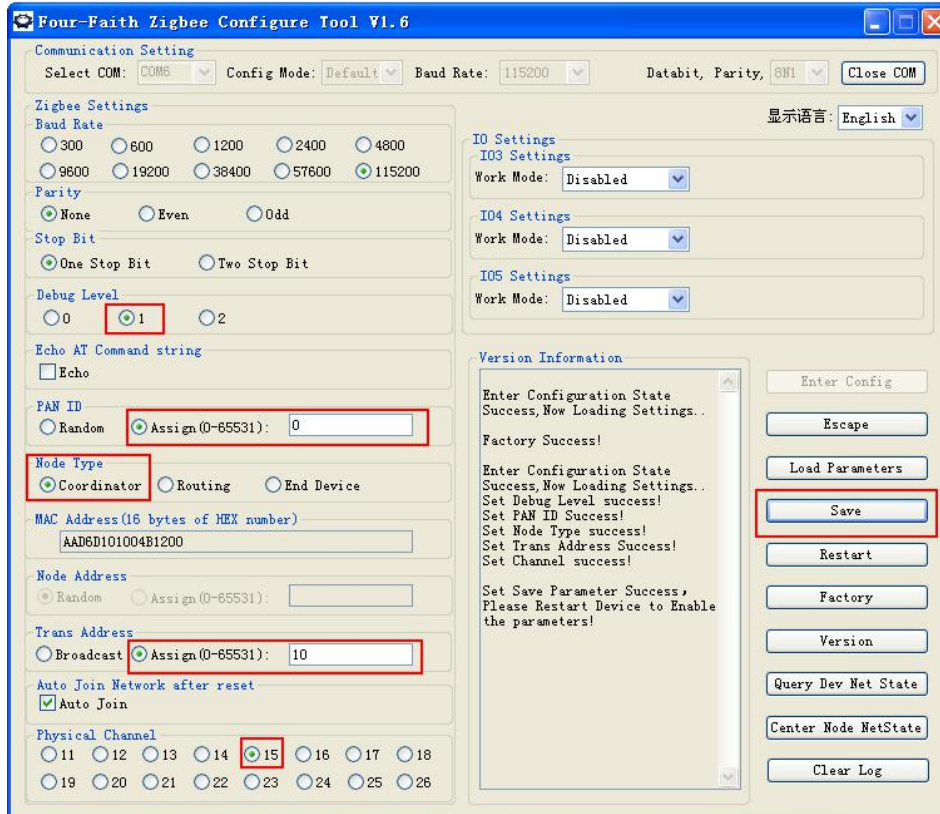 Four-Faith Zigbee Configure Tool V1.6
Communication Setting
Select COM: COM6 Config Mode: Default Baud Rate: 115200 Databit, Parity, 8N1 Close COM
显示语言: English
Zigbee Settings
Baud Rate
300 600 1200 2400 4800
9600 19200 38400 57600 115200
Parity
None Even Odd
Stop Bit
One Stop Bit Two Stop Bit
Debug Level
0 1 2
Echo AT Command string
Echo
PAN ID
Random Assign(0-65531): 0
Node Type
Coordinator Routing End Device
MAC Address(16 bytes of HEX number)
AAD6D101004B1200
Node Address
Random Assign(0-65531):
Trans Address
Broadcast Assign(0-65531): 10
Auto Join Network after reset
Auto Join
Physical Channel
11 12 13 14 15 16 17 18
19 20 21 22 23 24 25 26
IO Settings
IO3 Settings
Work Mode: Disabled
IO4 Settings
Work Mode: Disabled
IO5 Settings
Work Mode: Disabled
Version Information
Enter Configuration State
Success,Now Loading Settings..
Factory Success!
Enter Configuration State
Success,Now Loading Settings..
Set Debug Level success!
Set PAN ID Success!
Set Node Type success!
Set Trans Address Success!
Set Channel success!
Set Save Parameter Success,
Please Restart Device to Enable
the parameters!
Enter Config
Escape
Load Parameters
Save
Restart
Factory
Version
Query Dev Net State
Center Node NetState
Clear Log